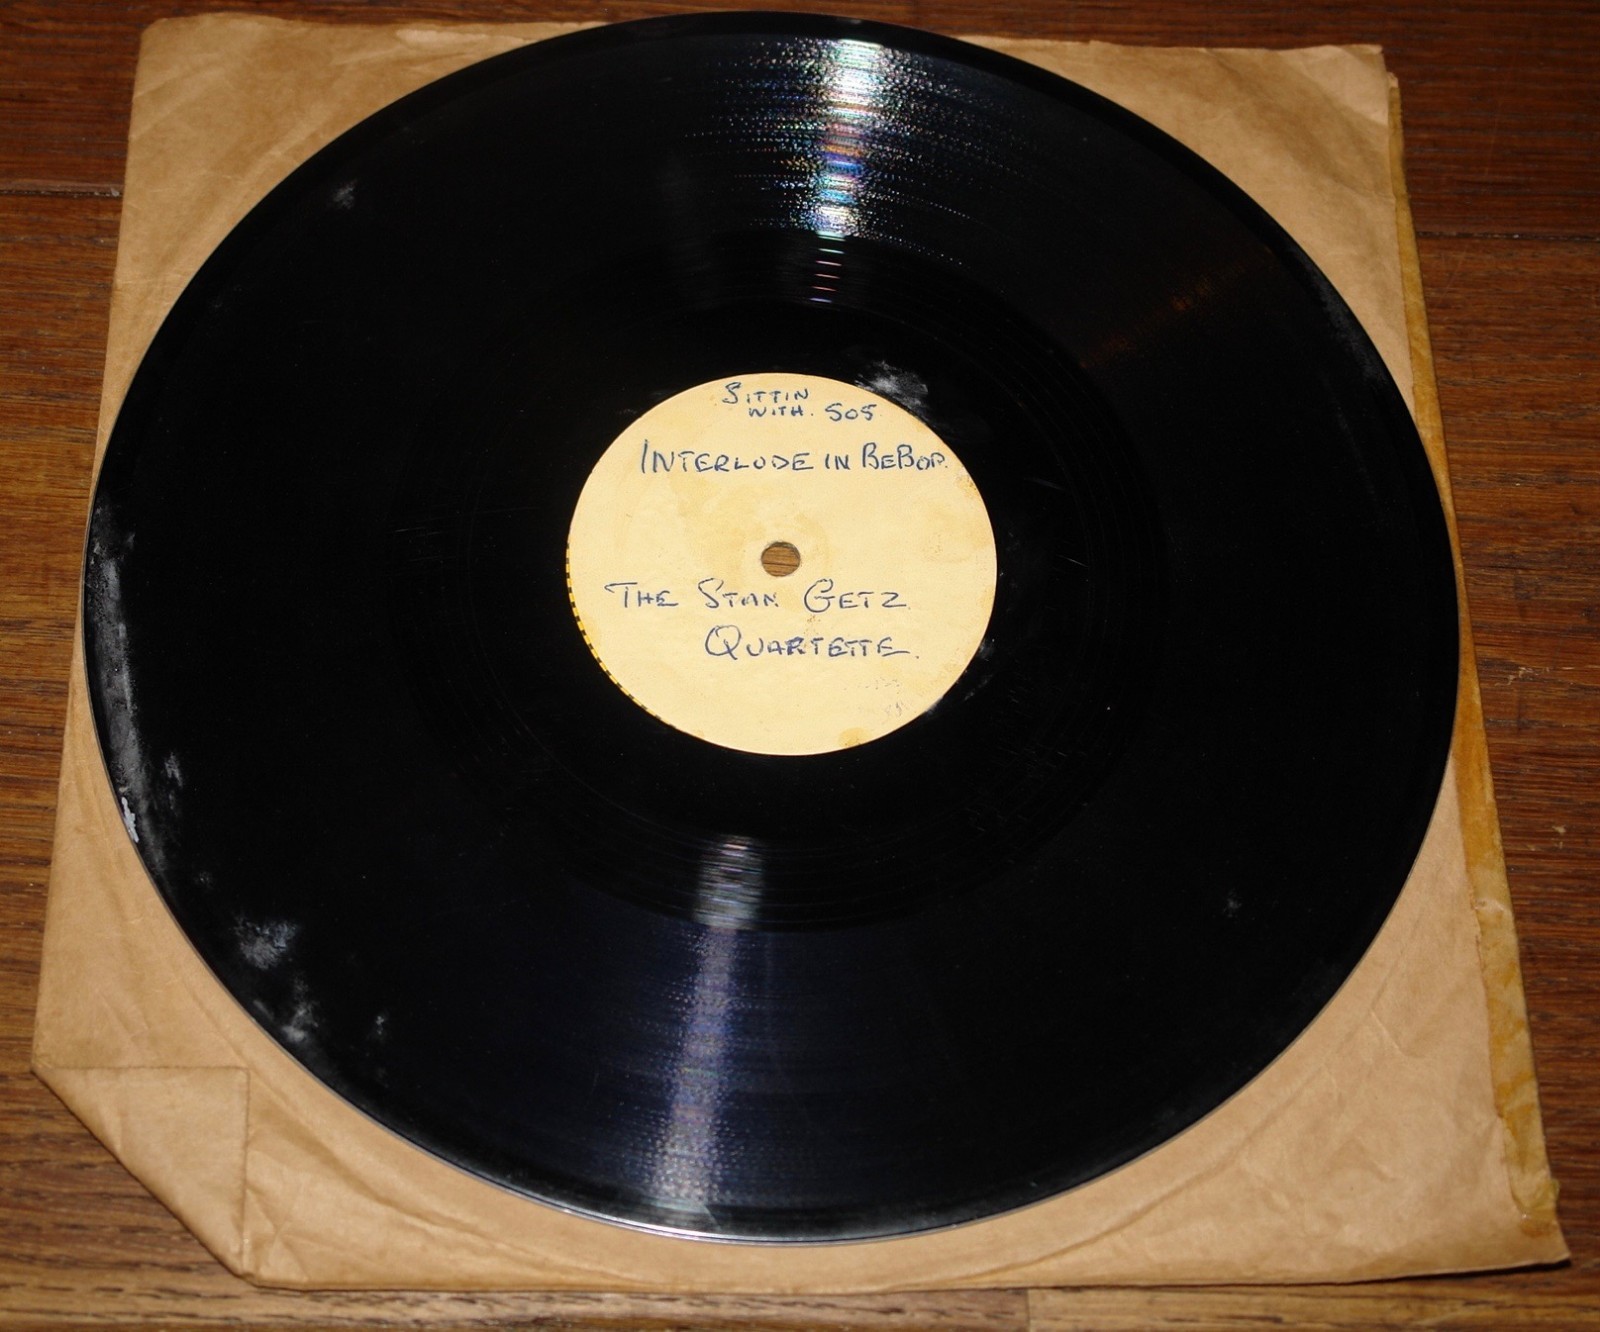 SITTIN
WITH. 505
INTERLUDE IN BEBOP.
THE STAN GETZ.
QUARTETTE.